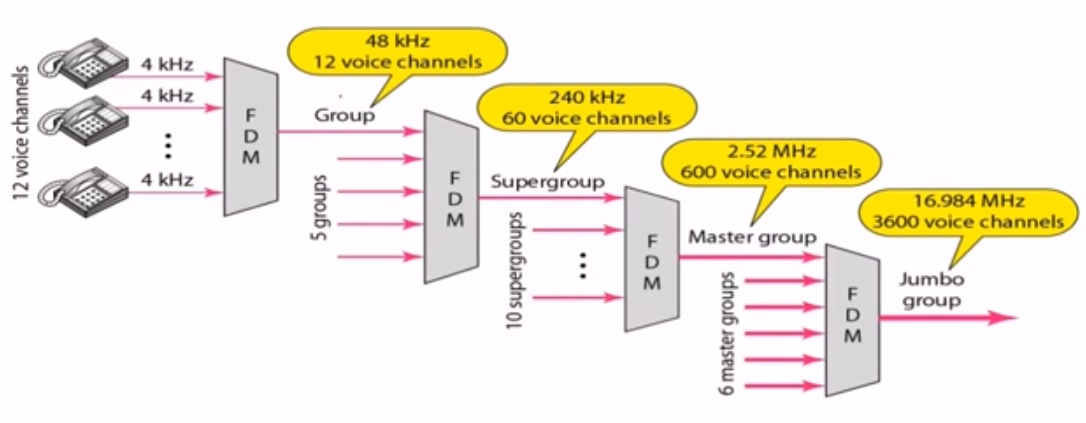 12 voice channels
4 kHz
4 kHz
4 kHz
F
D
M
48 kHz
12 voice channels
Group
5 groups
F
D
M
240 kHz
60 voice channels
Supergroup
10 supergroups
F
D
M
2.52 MHz
600 voice channels
Master group
6 master groups
F
D
M
16.984 MHz
3600 voice channels
Jumbo
group